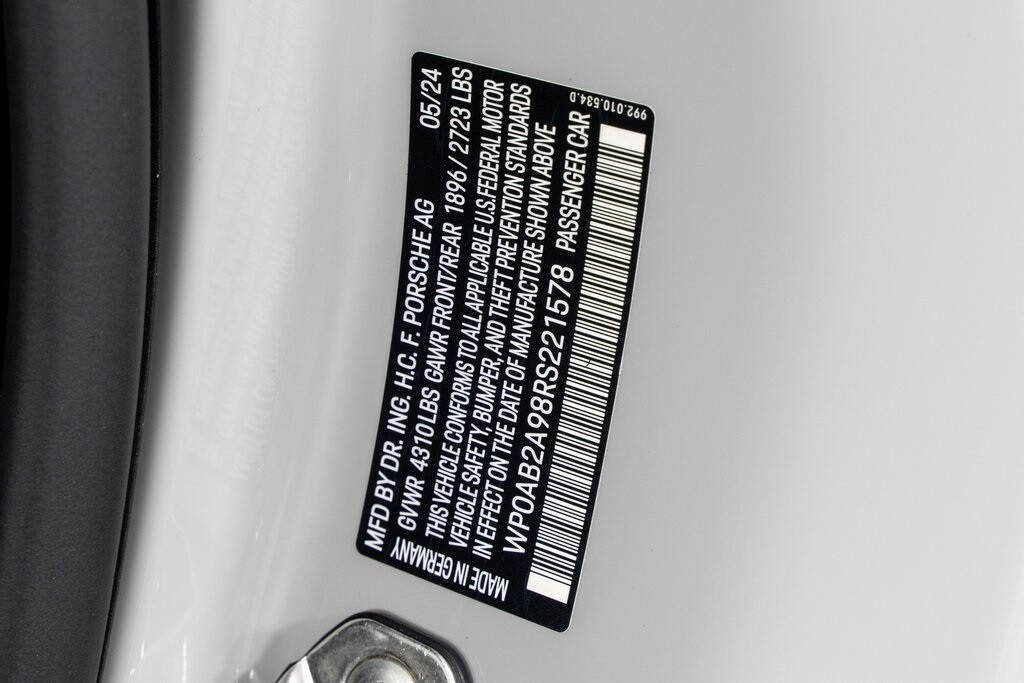 MFD BY DR. ING. H.C. F. PORSCHE AG 05/24
GVWR 4310 LBS GAWR FRONT/REAR 1896 / 2723 LBS
THIS VEHICLE CONFORMS TO ALL APPLICABLE U.S. FEDERAL MOTOR
VEHICLE SAFETY, BUMPER, AND THEFT PREVENTION STANDARDS
IN EFFECT ON THE DATE OF MANUFACTURE SHOWN ABOVE
WP0AB2A98RS221578 PASSENGER CAR
MADE IN GERMANY
992.010.534.D